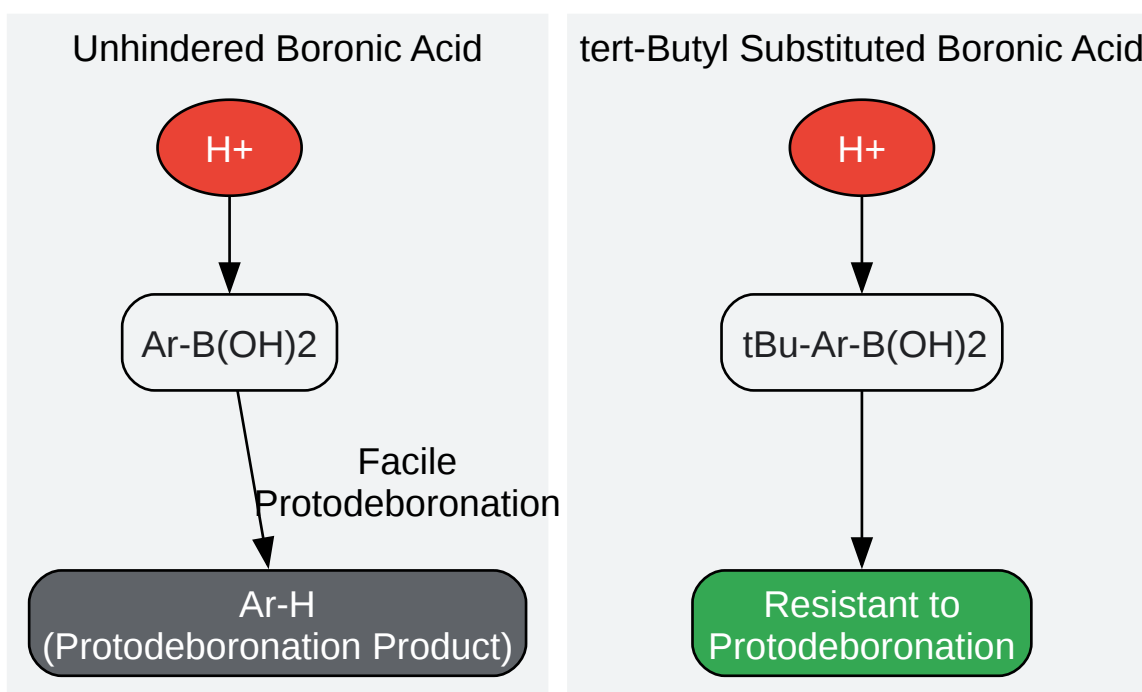 Unhindered Boronic Acid
H+
Ar-B(OH)2
Facile
Protodeboronation
Ar-H
(Protodeboronation Product)
tert-Butyl Substituted Boronic Acid
H+
tBu-Ar-B(OH)2
Resistant to
Protodeboronation